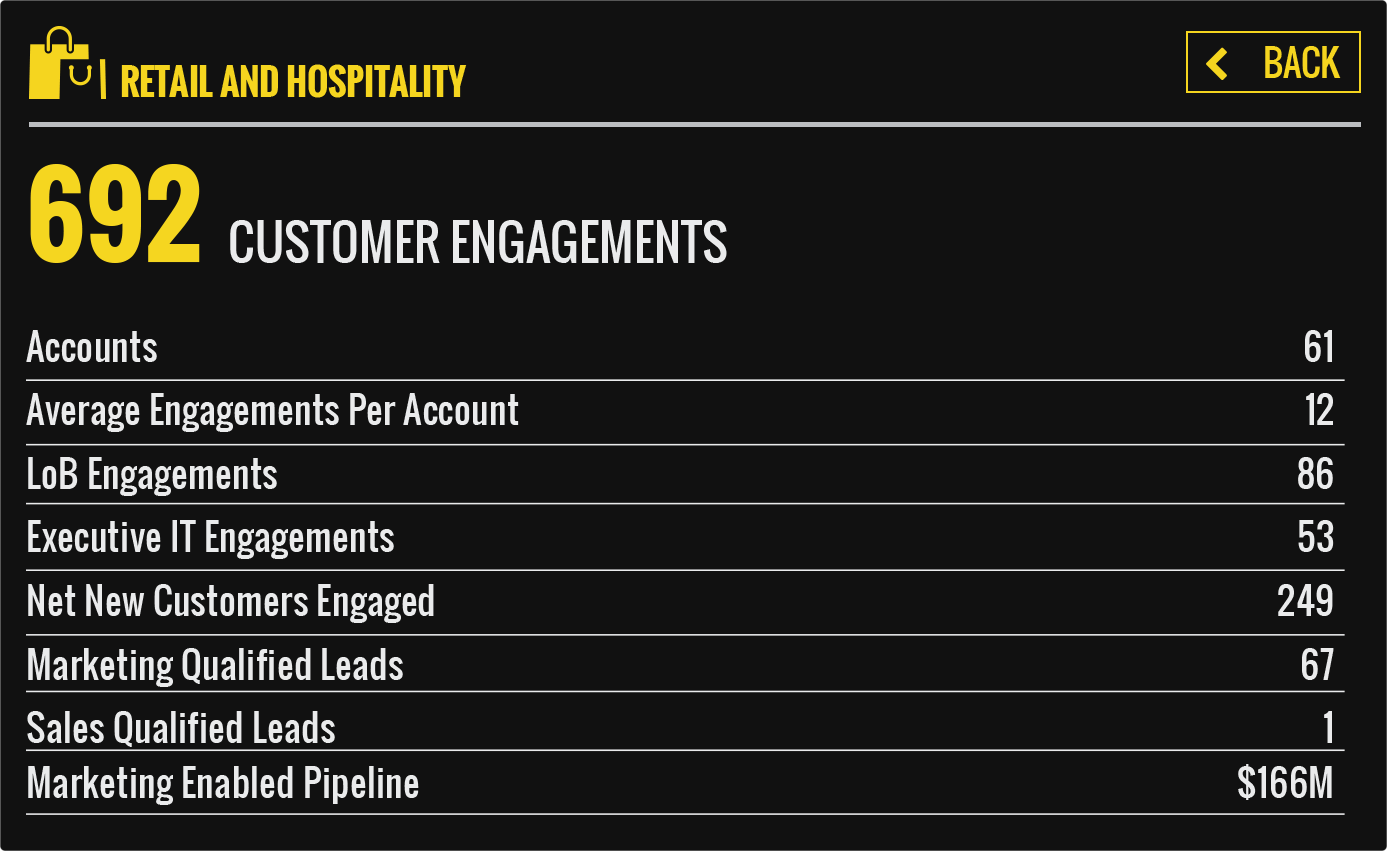 RETAIL AND HOSPITALITY
BACK
692 CUSTOMER ENGAGEMENTS
Accounts 61
Average Engagements Per Account 12
LoB Engagements 86
Executive IT Engagements 53
Net New Customers Engaged 249
Marketing Qualified Leads 67
Sales Qualified Leads 1
Marketing Enabled Pipeline $166M